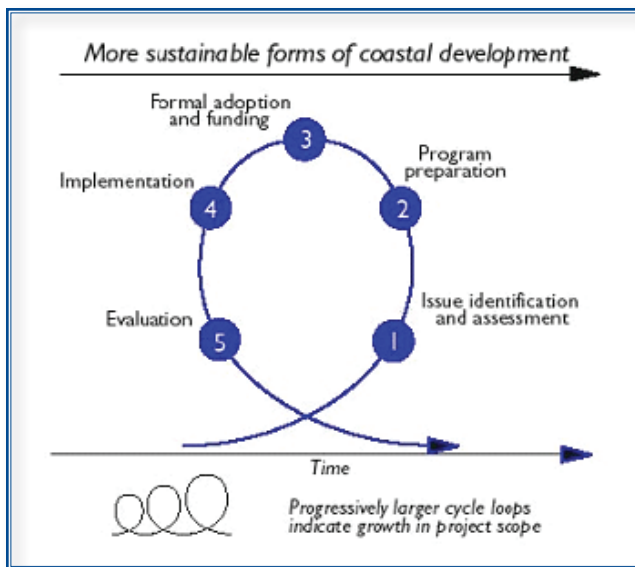 More sustainable forms of coastal development
Formal adoption
and funding
3
Program
preparation
Implementation
4
2
Issue identification
and assessment
Evaluation
5
1
Time
Progressively larger cycle loops
indicate growth in project scope